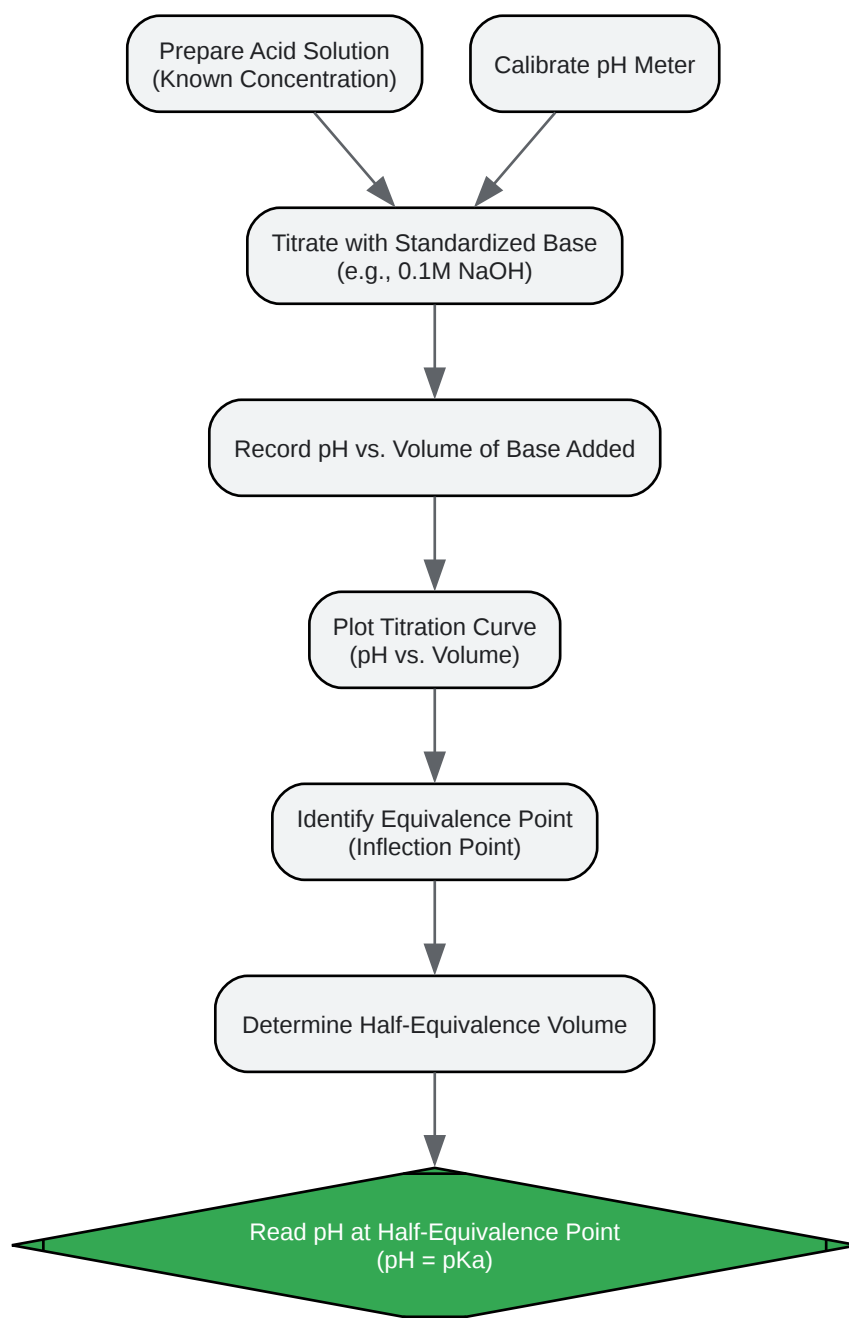 Prepare Acid Solution
(Known Concentration)
Calibrate pH Meter
Titrate with Standardized Base
(e.g., 0.1M NaOH)
Record pH vs. Volume of Base Added
Plot Titration Curve
(pH vs. Volume)
Identify Equivalence Point
(Inflection Point)
Determine Half-Equivalence Volume
Read pH at Half-Equivalence Point
(pH = pKa)